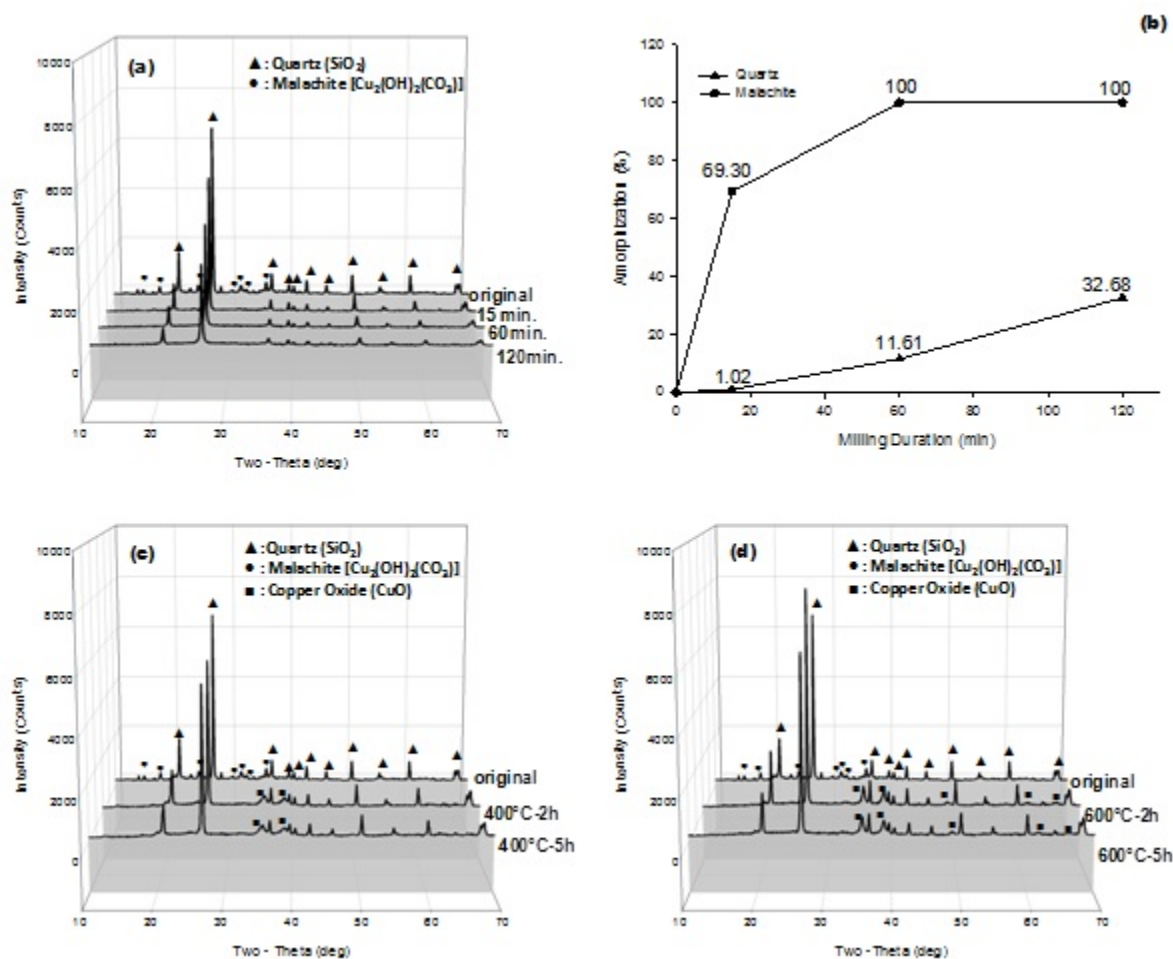 (a)
▲ : Quartz (SiO₂)
● : Malachite [Cu₂(OH)₂(CO₃)]
10000
8000
6000
4000
2000
0
Intensity (Counts)
original
15 min.
60min.
120min.
10 20 30 40 50 60 70
Two - Theta (deg)
(b)
120
100
80
60
40
20
0
Amorphization (%)
Quartz
Malachite
69.30
100
100
1.02
11.61
32.68
0 20 40 60 80 100 120
Milling Duration (min)
(c)
▲ : Quartz (SiO₂)
● : Malachite [Cu₂(OH)₂(CO₃)]
■ : Copper Oxide (CuO)
10000
8000
6000
4000
2000
0
Intensity (Counts)
original
400°C-2h
400°C-5h
10 20 30 40 50 60 70
Two - Theta (deg)
(d)
▲ : Quartz (SiO₂)
● : Malachite [Cu₂(OH)₂(CO₃)]
■ : Copper Oxide (CuO)
10000
8000
6000
4000
2000
0
Intensity (Counts)
original
600°C-2h
600°C-5h
10 20 30 40 50 60 70
Two - Theta (deg)